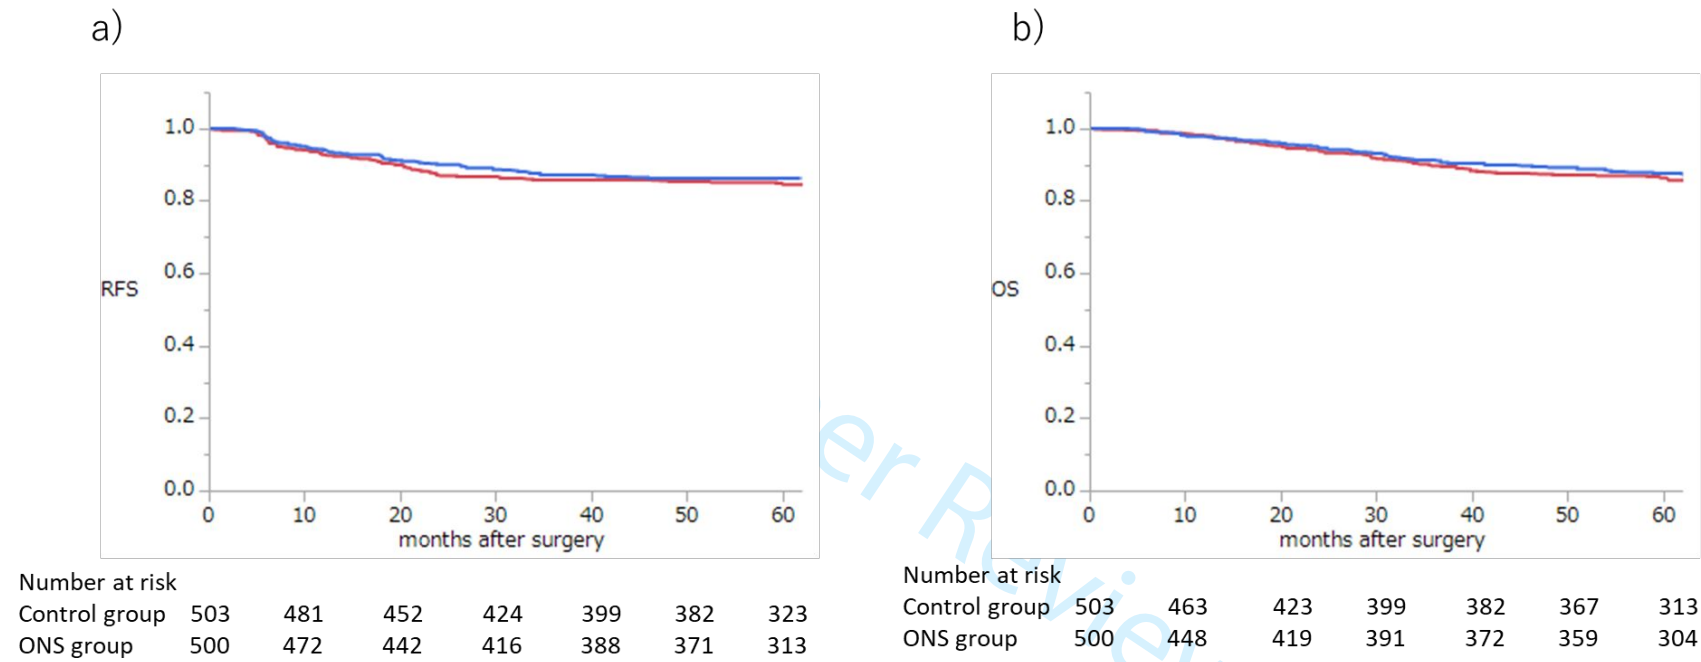 a)
1.0
0.8
0.6
RFS
0.4
0.2
0.0
0 10 20 30 40 50 60
months after surgery
Number at risk
Control group 503 481 452 424 399 382 323
ONS group 500 472 442 416 388 371 313
b)
1.0
0.8
0.6
OS
0.4
0.2
0.0
0 10 20 30 40 50 60
months after surgery
Number at risk
Control group 503 463 423 399 382 367 313
ONS group 500 448 419 391 372 359 304
er Review